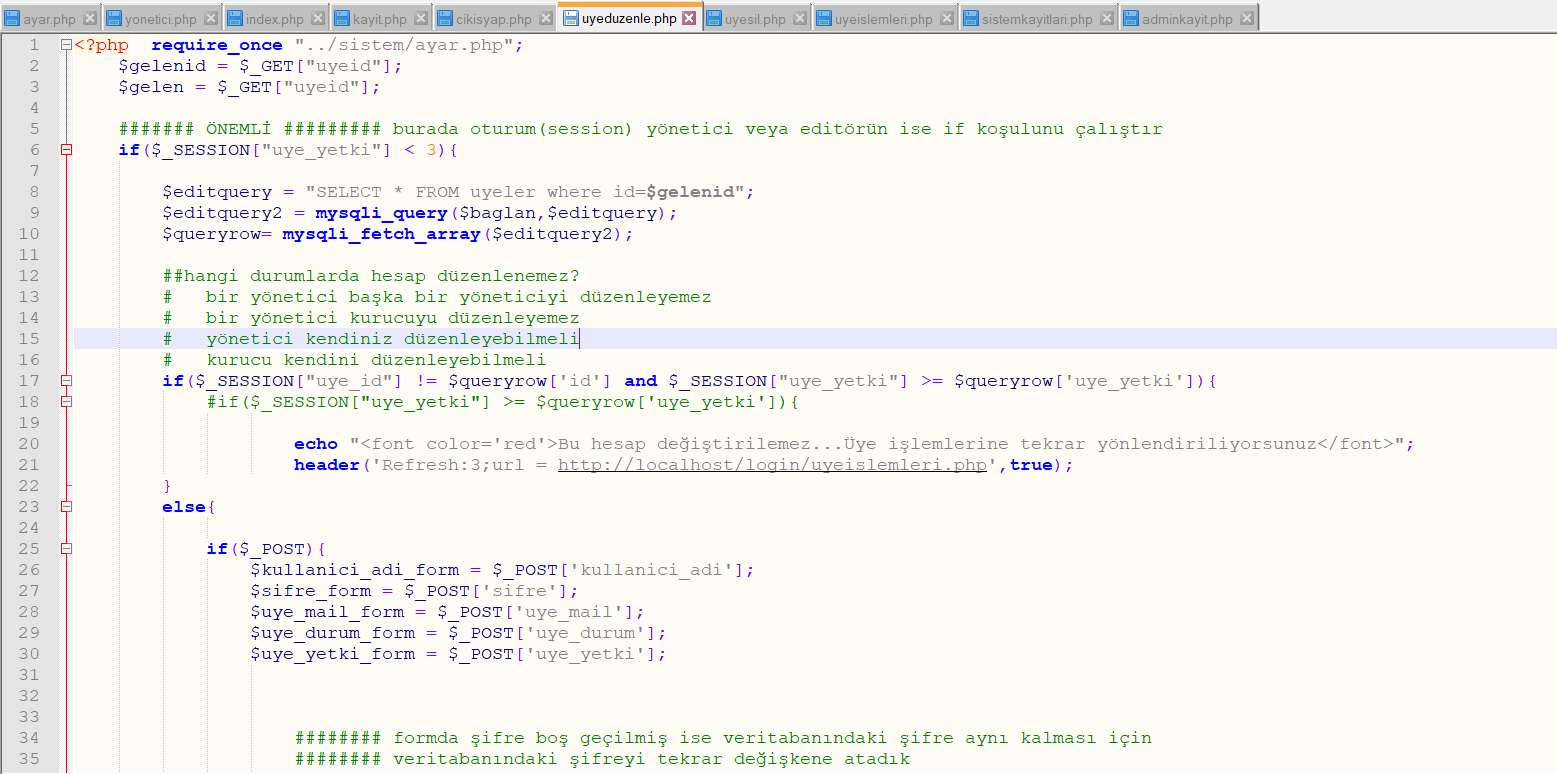 ayar.php yonetici.php index.php kayit.php cikisyap.php uyeduzenle.php uyesil.php uyeislemleri.php sistemkayitlari.php adminkayit.php
1 <?php  require_once "../sistem/ayar.php";
2 $gelenid = $_GET["uyeid"];
3 $gelen = $_GET["uyeid"];
4
5 ####### ÖNEMLİ ######### burada oturum(session) yönetici veya editörün ise if koşulunu çalıştır
6 if($_SESSION["uye_yetki"] < 3){
7
8 $editquery = "SELECT * FROM uyeler where id=$gelenid";
9 $editquery2 = mysqli_query($baglan,$editquery);
10 $queryrow= mysqli_fetch_array($editquery2);
11
12 ##hangi durumlarda hesap düzenlenemez?
13 #   bir yönetici başka bir yöneticiyi düzenleyemez
14 #   bir yönetici kurucuyu düzenleyemez
15 #   yönetici kendiniz düzenleyebilmeli
16 #   kurucu kendini düzenleyebilmeli
17 if($_SESSION["uye_id"] != $queryrow['id'] and $_SESSION["uye_yetki"] >= $queryrow['uye_yetki']){
18 #if($_SESSION["uye_yetki"] >= $queryrow['uye_yetki']){
19
20 echo "<font color='red'>Bu hesap değiştirilemez...Üye işlemlerine tekrar yönlendiriliyorsunuz</font>";
21 header('Refresh:3;url = http://localhost/login/uyeislemleri.php',true);
22 }
23 else{
24
25 if($_POST){
26 $kullanici_adi_form = $_POST['kullanici_adi'];
27 $sifre_form = $_POST['sifre'];
28 $uye_mail_form = $_POST['uye_mail'];
29 $uye_durum_form = $_POST['uye_durum'];
30 $uye_yetki_form = $_POST['uye_yetki'];
31
32
33
34 ######## formda şifre boş geçilmiş ise veritabanındaki şifre aynı kalması için
35 ######## veritabanındaki şifreyi tekrar değişkene atadık